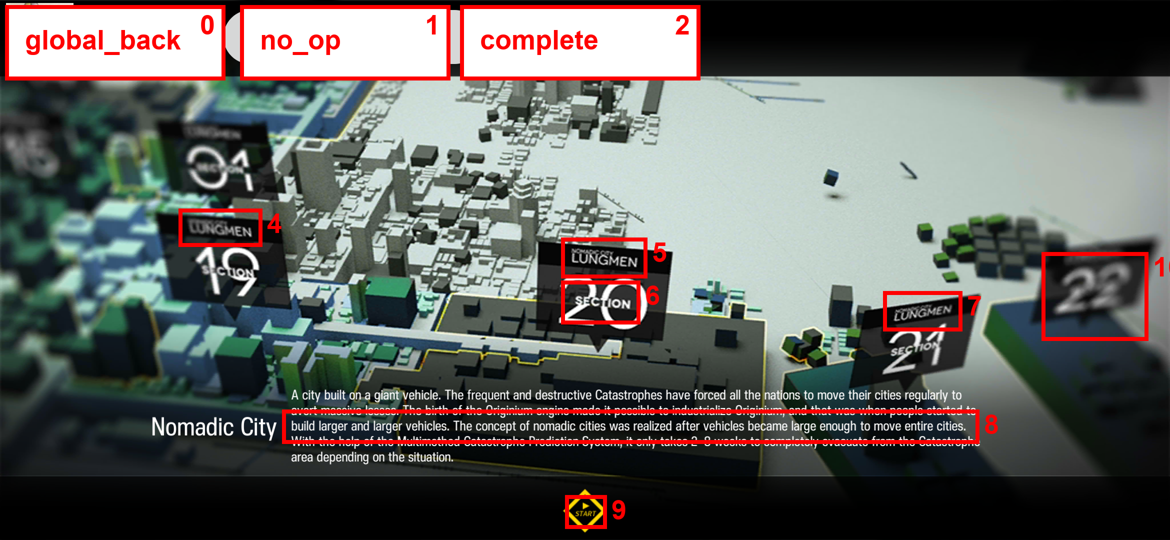 global_back 0
no_op 1
complete 2
15
LUNGMEN
01
SECTION
LUNGMEN
4
19
SECTION
NOMADIC CITY
LUNGMEN
5
20
SECTION
6
LUNGMEN
7
21
SECTION
22
1
A city built on a giant vehicle. The frequent and destructive Catastrophes have forced all the nations to move their cities regularly to
avert massive losses. The birth of the Originium engine made it possible to industrialize Originium, and that was when people started to
Nomadic City
build larger and larger vehicles. The concept of nomadic cities was realized after vehicles became large enough to move entire cities.
8
With the help of the Multimethod Catastrophe Prediction System, it only takes 2-3 weeks to completely evacuate from the Catastrophe
area depending on the situation.
START
9